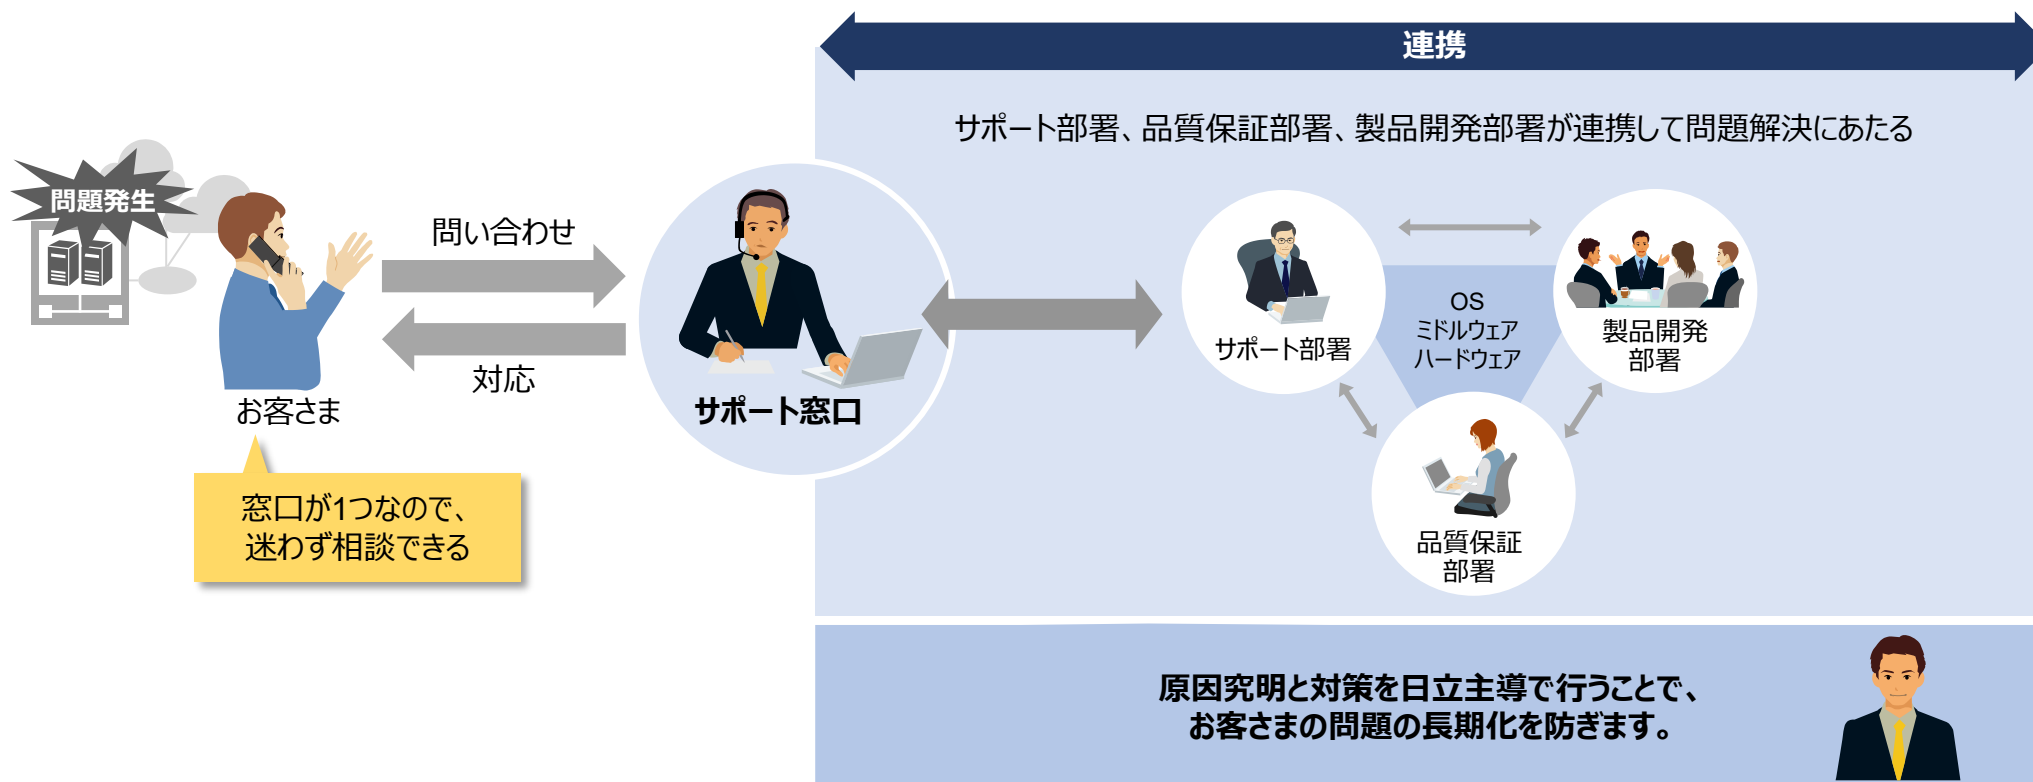 連携
サポート部署、品質保証部署、製品開発部署が連携して問題解決にあたる
問題発生
問い合わせ
対応
お客さま
窓口が1つなので、
迷わず相談できる
サポート窓口
サポート部署
OS
ミドルウェア
ハードウェア
製品開発
部署
品質保証
部署
原因究明と対策を日立主導で行うことで、
お客さまの問題の長期化を防ぎます。